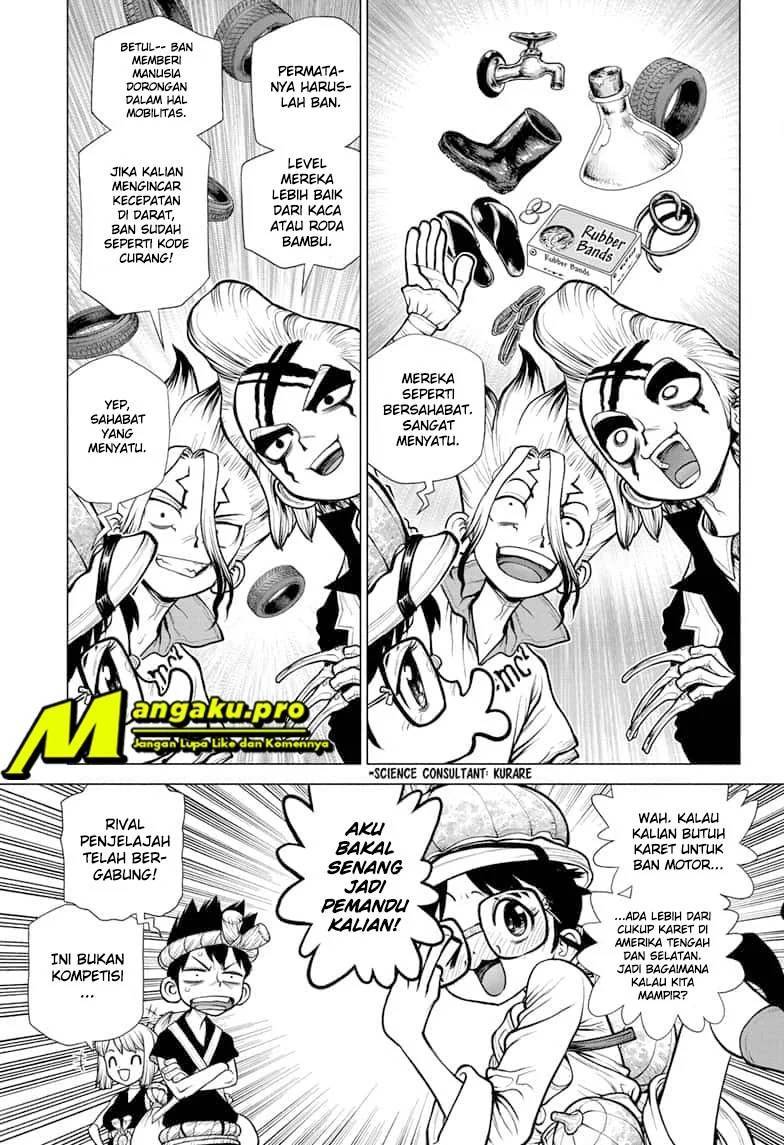 Rubber
Bands
Rubber Bands
MEREKA
SEPERTI
BERSAHABAT.
SANGAT
MENYATU.
mc²
PERMATA-
NYA HARUS-
LAH BAN.
LEVEL
MEREKA
LEBIH BAIK
DARI KACA
ATAU RODA
BAMBU.
BETUL-- BAN
MEMBERI
MANUSIA
DORONGAN
DALAM HAL
MOBILITAS.
JIKA KALIAN
MENGINCAR
KECEPATAN
DI DARAT,
BAN SUDAH
SEPERTI KODE
CURANG!
YEP,
SAHABAT
YANG
MENYATU.
Mangaku.pro
Jangan Lupa Like dan Komennya
*SCIENCE CONSULTANT: KURARE
WAH. KALAU
KALIAN BUTUH
KARET UNTUK
BAN MOTOR...
...ADA LEBIH DARI
CUKUP KARET DI
AMERIKA TENGAH
DAN SELATAN.
JADI BAGAIMANA
KALAU KITA
MAMPIR?
AKU
BAKAL
SENANG
JADI
PEMANDU
KALIAN!
RIVAL
PENJELAJAH
TELAH BER-
GABUNG!
INI BUKAN
KOMPETISI
...